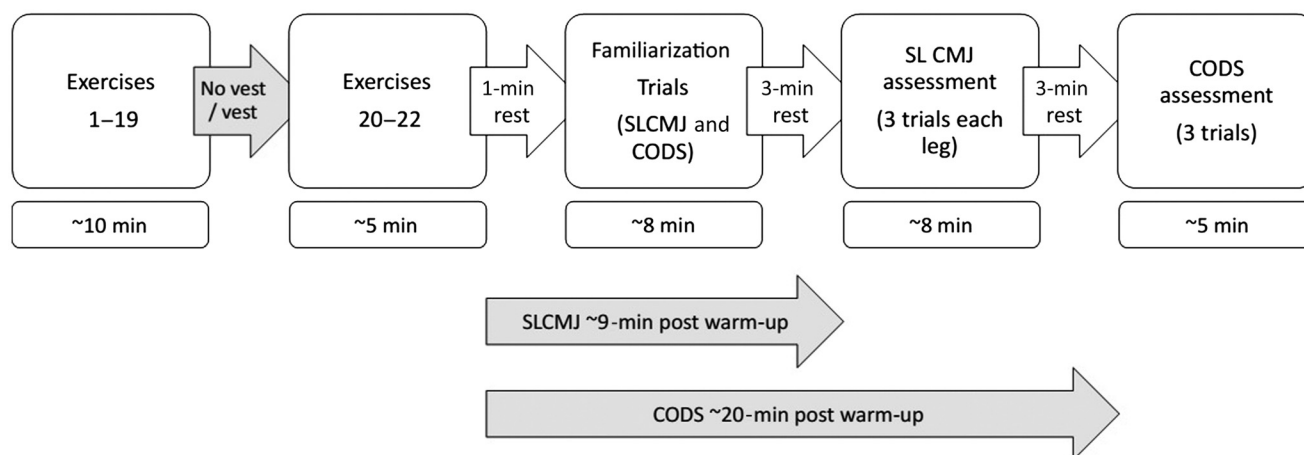 Exercises
1–19
No vest
/ vest
Exercises
20–22
1-min
rest
Familiarization
Trials
(SLCMJ and
CODS)
3-min
rest
SL CMJ
assessment
(3 trials each
leg)
3-min
rest
CODS
assessment
(3 trials)
~10 min
~5 min
~8 min
~8 min
~5 min
SLCMJ ~9-min post warm-up
CODS ~20-min post warm-up